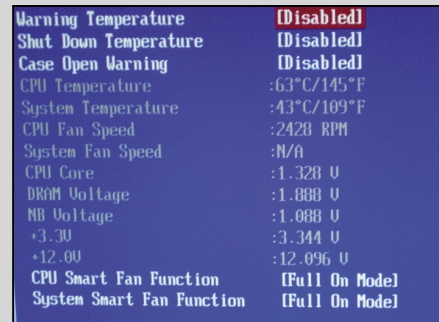 Warning Temperature [Disabled]
Shut Down Temperature [Disabled]
Case Open Warning [Disabled]
CPU Temperature :63°C/145°F
System Temperature :43°C/109°F
CPU Fan Speed :2428 RPM
System Fan Speed :N/A
CPU Core :1.328 V
DRAM Voltage :1.888 V
NB Voltage :1.088 V
+3.3V :3.344 V
+12.0V :12.096 V
CPU Smart Fan Function [Full On Mode]
System Smart Fan Function [Full On Mode]